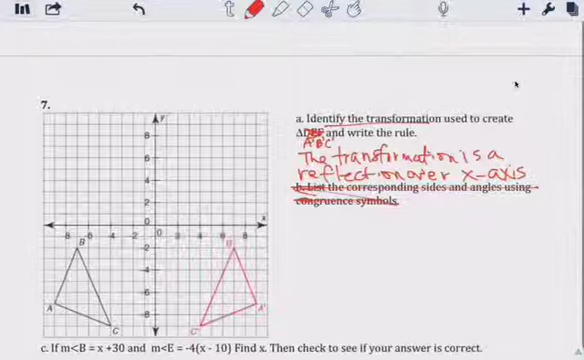 7.
a. Identify the transformation used to create
ΔDEF and write the rule.
A'B'C'
The transformation is a
reflection over x-axis
b. List the corresponding sides and angles using
congruence symbols.
y
8
6
4
2
0
x
8 -6 -4 -2 0 2 4 6 8
-2
-4
-6
-8
B
A
C
B'
A'
C'
c. If m<B = x +30 and m<E = -4(x - 10) Find x. Then check to see if your answer is correct.